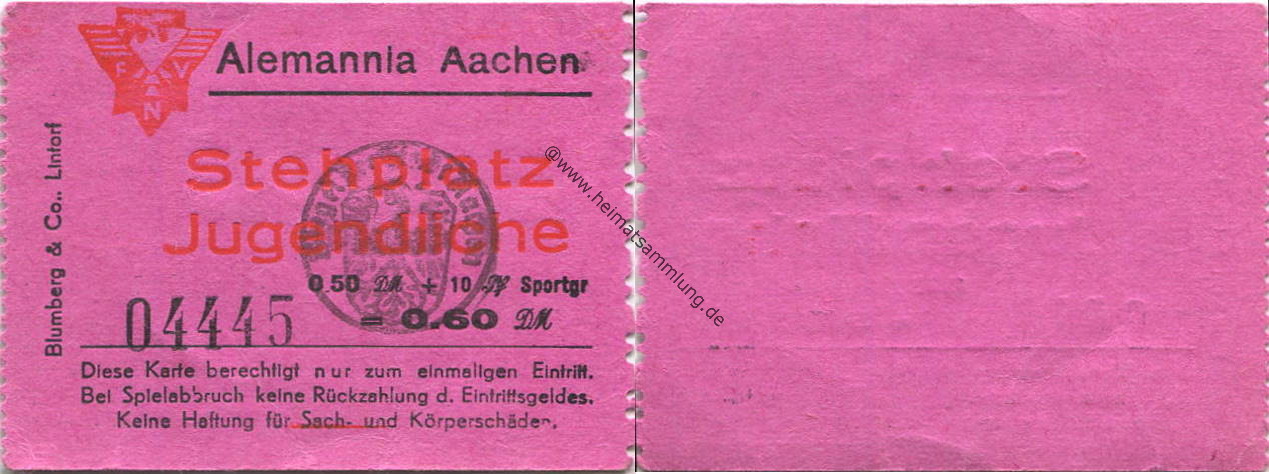 F V
A A
N
Alemannia Aachen
Stehplatz
Jugendliche
0.50 DM + 10 Pf Sportgr
04445
= 0.60 DM
Diese Karte berechtigt nur zum einmaligen Eintritt.
Bei Spielabbruch keine Rückzahlung d. Eintrittsgeldes.
Keine Haftung für Sach- und Körperschäden.
Blumberg & Co., Lintorf
@www.heimatsammlung.de